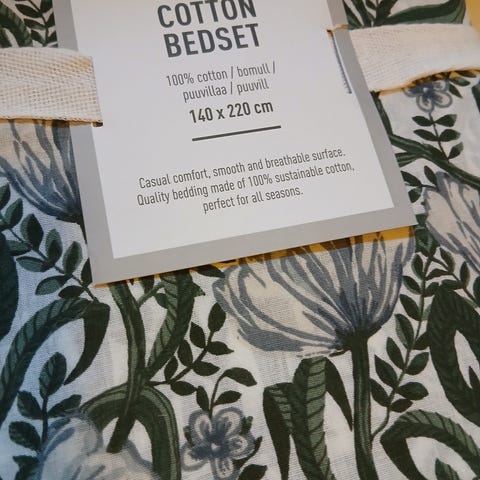 COTTON
BEDSET
100% cotton / bomull /
puuvillaa / puuvill
140 x 220 cm
Casual comfort, smooth and breathable surface.
Quality bedding made of 100% sustainable cotton,
perfect for all seasons.